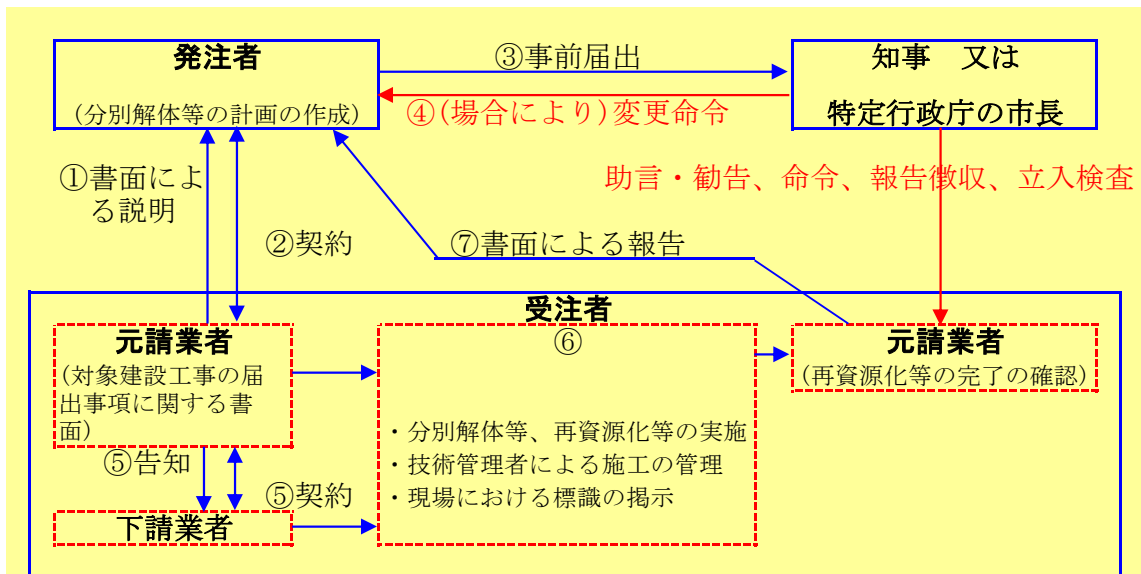 発注者
(分別解体等の計画の作成)
③事前届出
④(場合により)変更命令
知事　又は
特定行政庁の市長
①書面によ
る説明
②契約
⑦書面による報告
助言・勧告、命令、報告徴収、立入検査
受注者
元請業者
(対象建設工事の届
出事項に関する書
面)
⑤告知
⑤契約
下請業者
⑥
・分別解体等、再資源化等の実施
・技術管理者による施工の管理
・現場における標識の掲示
元請業者
(再資源化等の完了の確認)